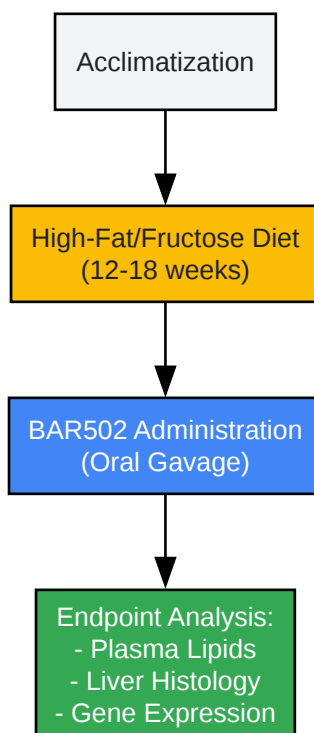 Acclimatization
High-Fat/Fructose Diet
(12-18 weeks)
BAR502 Administration
(Oral Gavage)
Endpoint Analysis:
- Plasma Lipids
- Liver Histology
- Gene Expression